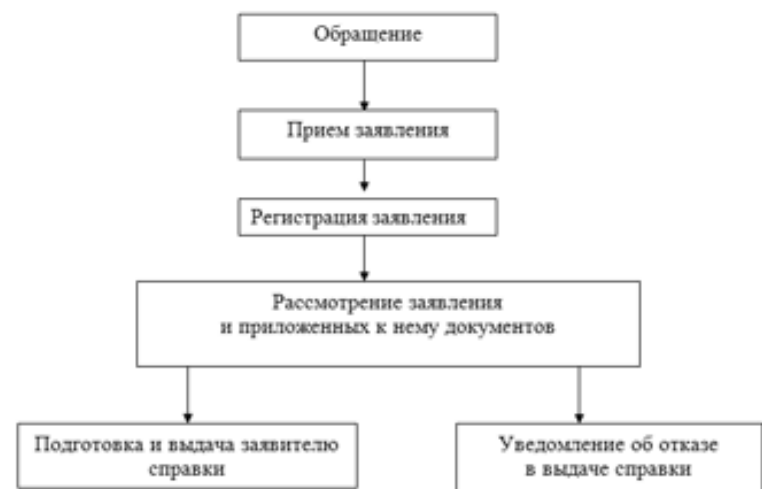 Обращение
Прием заявления
Регистрация заявления
Рассмотрение заявления
и приложенных к нему документов
Подготовка и выдача заявителю
справки
Уведомление об отказе
в выдаче справки